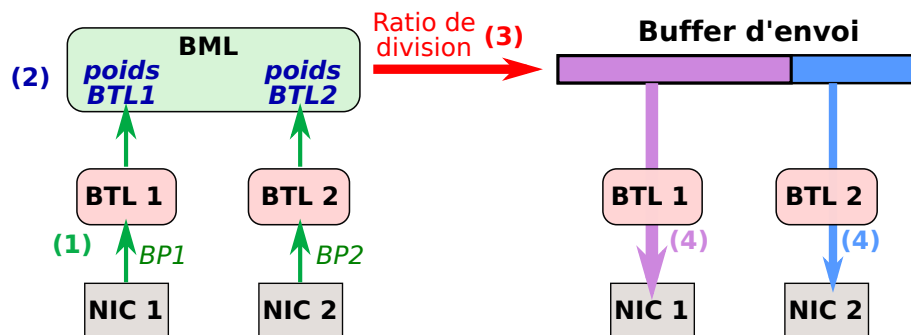 BML
(2)
poids
BTL1
poids
BTL2
Ratio de
division
(3)
Buffer d'envoi
BTL 1
BTL 2
(1)
BP1
BP2
NIC 1
NIC 2
BTL 1
BTL 2
(4)
(4)
NIC 1
NIC 2